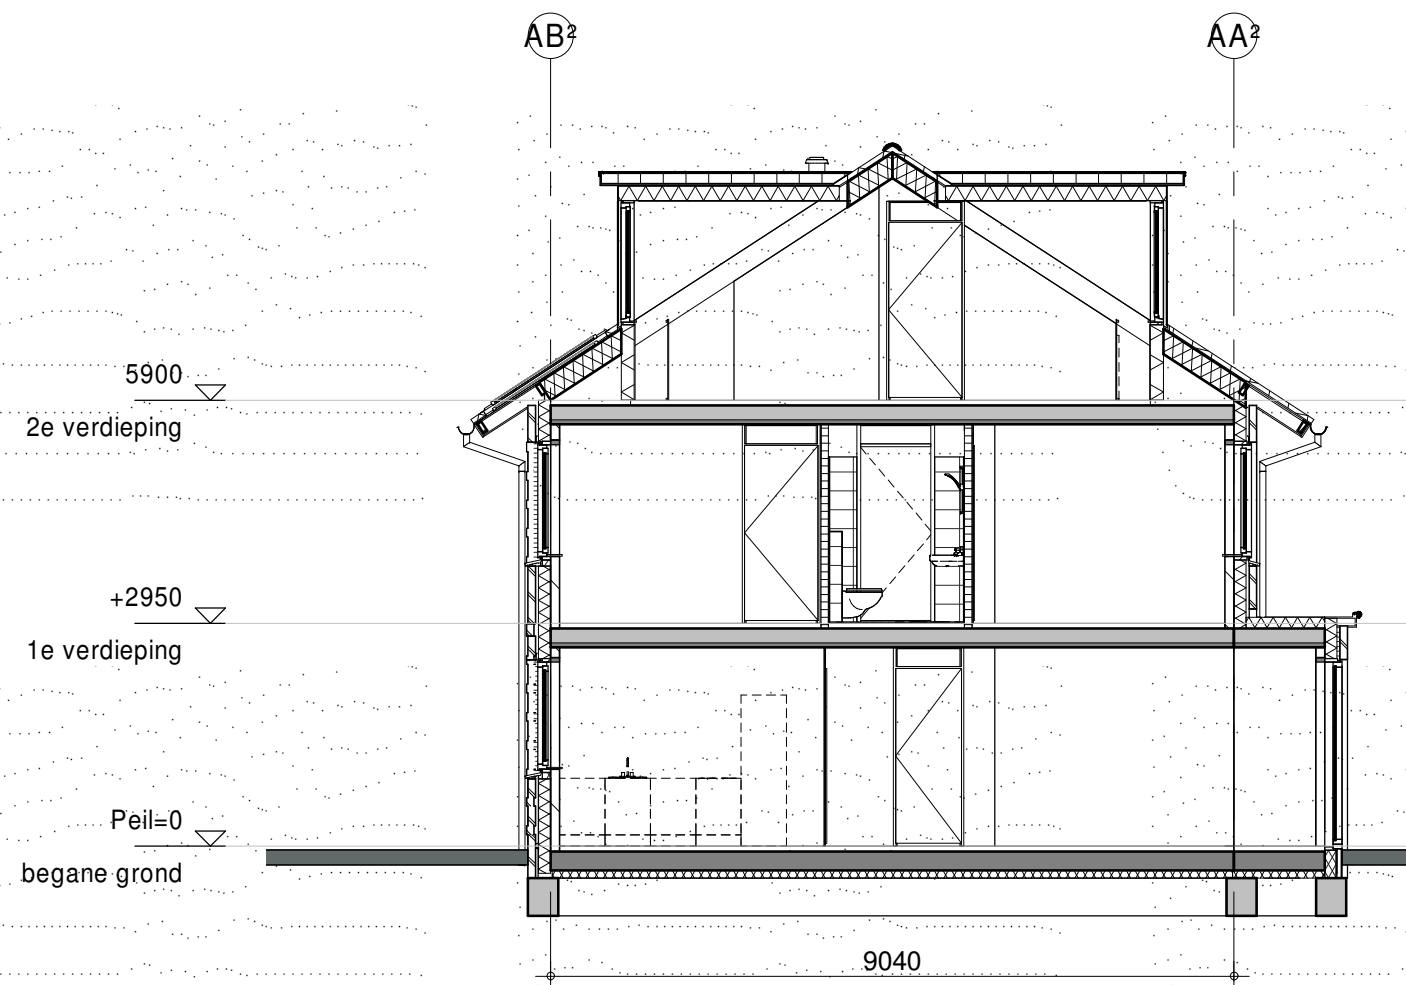 AB² AA²
5900
2e verdieping
+2950
1e verdieping
Peil=0
begane grond
9040